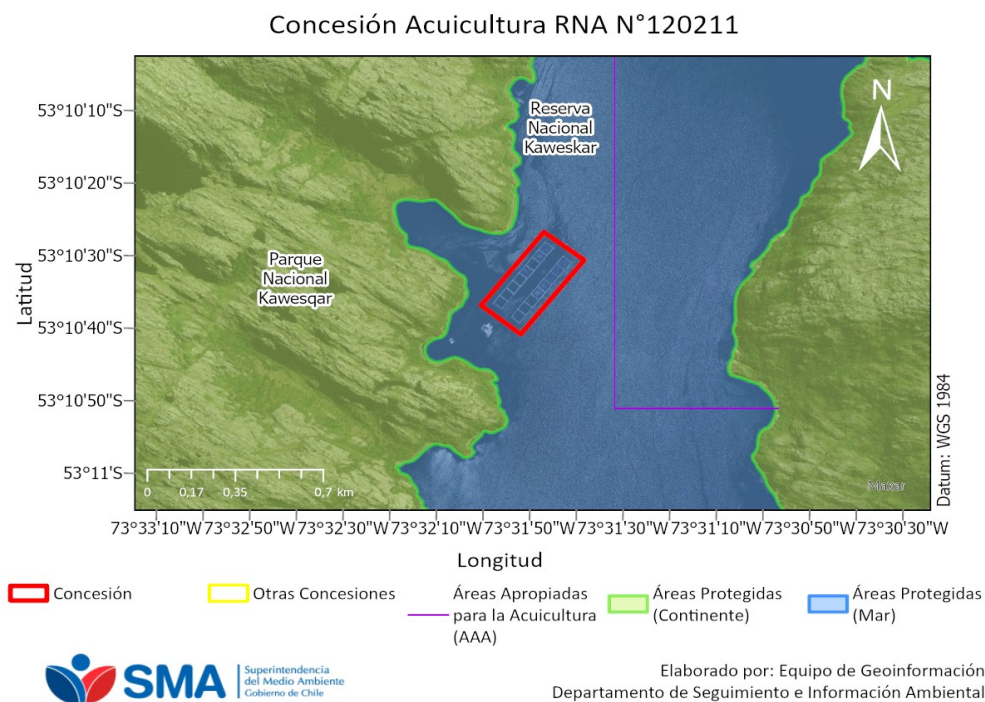 Concesión Acuicultura RNA N°120211
53°10'10"S
53°10'20"S
53°10'30"S
53°10'40"S
53°10'50"S
53°11'S
Latitud
Reserva
Nacional
Kaweskar
Parque
Nacional
Kawesqar
N
0 0,17 0,35 0,7 km
Maxar
Datum: WGS 1984
73°33'10"W 73°32'50"W 73°32'30"W 73°32'10"W 73°31'50"W 73°31'30"W 73°31'10"W 73°30'50"W 73°30'30"W
Longitud
Concesión
Otras Concesiones
Áreas Apropiadas
para la Acuicultura
(AAA)
Áreas Protegidas
(Continente)
Áreas Protegidas
(Mar)
SMA
Superintendencia
del Medio Ambiente
Gobierno de Chile
Elaborado por: Equipo de Geoinformación
Departamento de Seguimiento e Información Ambiental